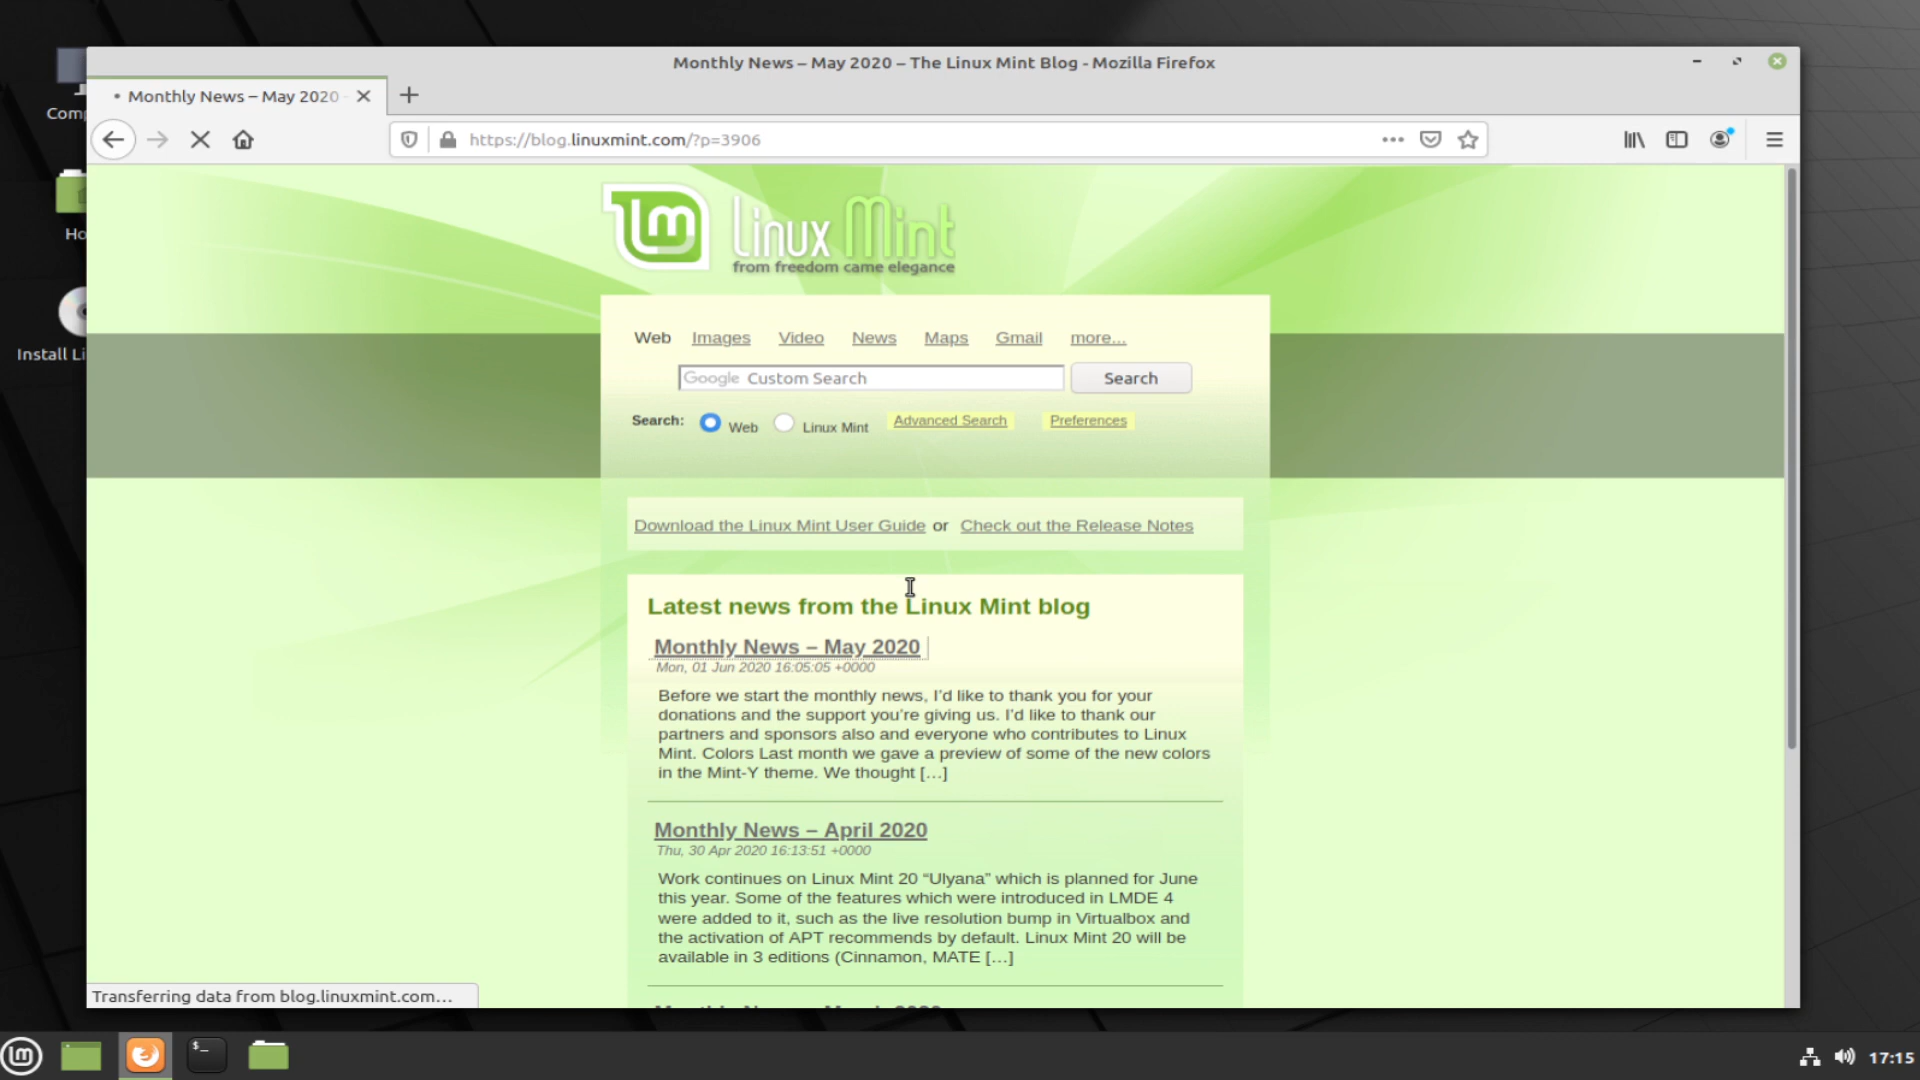 Monthly News – May 2020 – The Linux Mint Blog - Mozilla Firefox
Monthly News – May 2020
https://blog.linuxmint.com/?p=3906
Comp
Ho
Install Li
lm Linux Mint
from freedom came elegance
Web Images Video News Maps Gmail more...
Google Custom Search Search
Search: Web Linux Mint Advanced Search Preferences
Download the Linux Mint User Guide or Check out the Release Notes
Latest news from the Linux Mint blog
Monthly News – May 2020
Mon, 01 Jun 2020 16:05:05 +0000
Before we start the monthly news, I’d like to thank you for your
donations and the support you’re giving us. I’d like to thank our
partners and sponsors also and everyone who contributes to Linux
Mint. Colors Last month we gave a preview of some of the new colors
in the Mint-Y theme. We thought […]
Monthly News – April 2020
Thu, 30 Apr 2020 16:13:51 +0000
Work continues on Linux Mint 20 “Ulyana” which is planned for June
this year. Some of the features which were introduced in LMDE 4
were added to it, such as the live resolution bump in Virtualbox and
the activation of APT recommends by default. Linux Mint 20 will be
available in 3 editions (Cinnamon, MATE […]
Transferring data from blog.linuxmint.com…
lm $_ 17:15